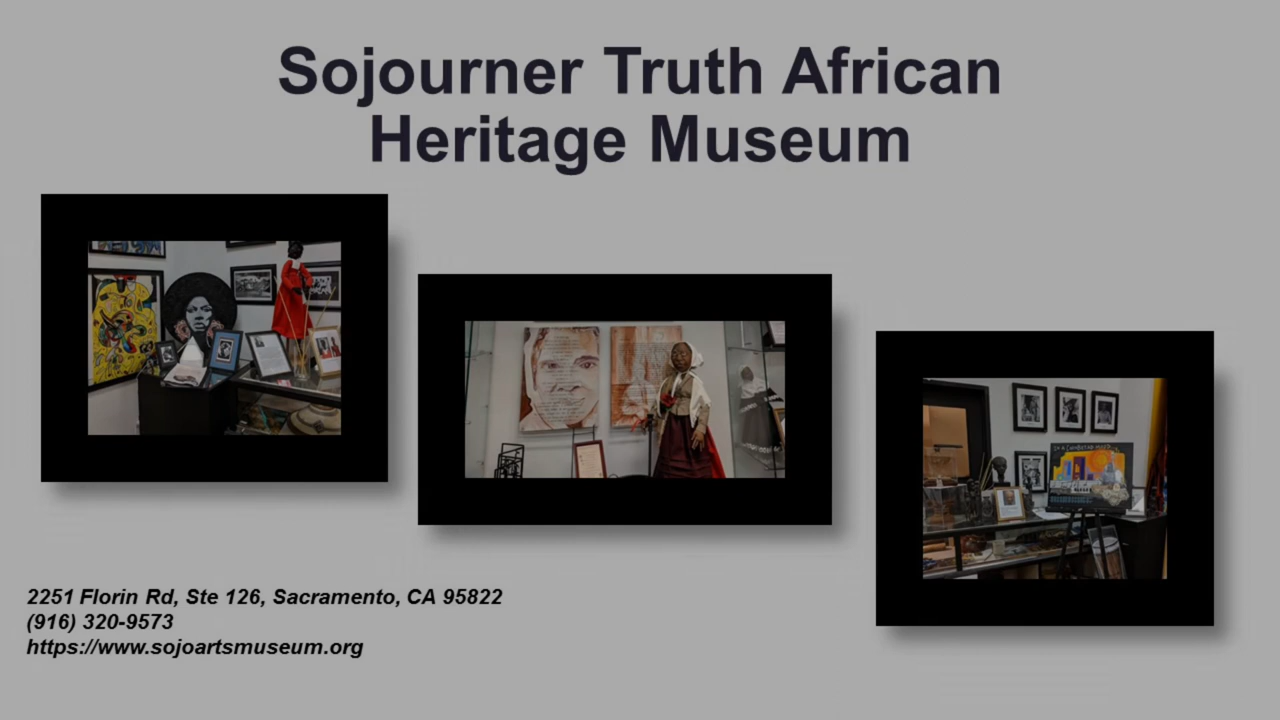 Sojourner Truth African
Heritage Museum
2251 Florin Rd, Ste 126, Sacramento, CA 95822
(916) 320-9573
https://www.sojoartsmuseum.org